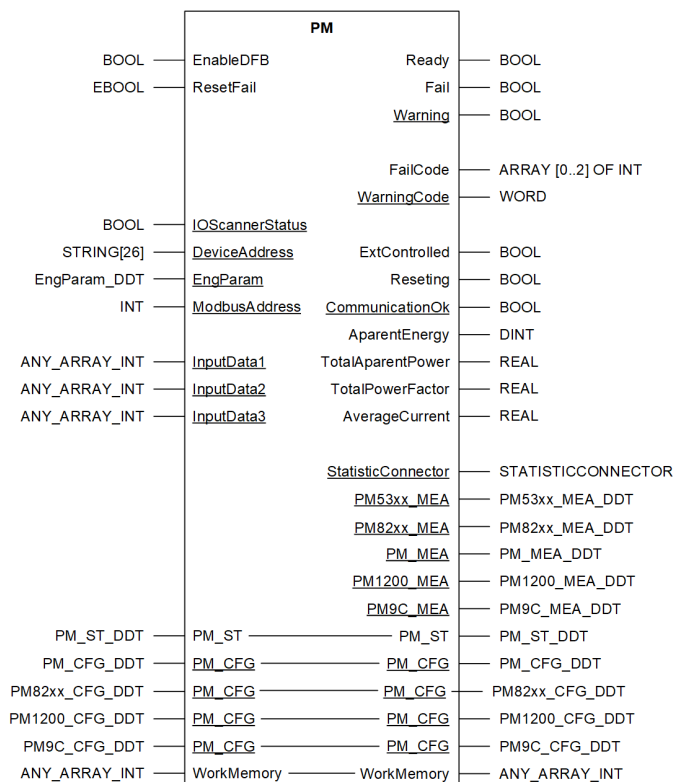 PM
BOOL EnableDFB Ready BOOL
EBOOL ResetFail Fail BOOL
Warning BOOL
FailCode ARRAY [0..2] OF INT
WarningCode WORD
BOOL IOScannerStatus
STRING[26] DeviceAddress ExtControlled BOOL
EngParam_DDT EngParam Reseting BOOL
INT ModbusAddress CommunicationOk BOOL
AparentEnergy DINT
ANY_ARRAY_INT InputData1 TotalAparentPower REAL
ANY_ARRAY_INT InputData2 TotalPowerFactor REAL
ANY_ARRAY_INT InputData3 AverageCurrent REAL
StatisticConnector STATISTICCONNECTOR
PM53xx_MEA PM53xx_MEA_DDT
PM82xx_MEA PM82xx_MEA_DDT
PM_MEA PM_MEA_DDT
PM1200_MEA PM1200_MEA_DDT
PM9C_MEA PM9C_MEA_DDT
PM_ST_DDT PM_ST PM_ST PM_ST_DDT
PM_CFG_DDT PM_CFG PM_CFG PM_CFG_DDT
PM82xx_CFG_DDT PM_CFG PM_CFG PM82xx_CFG_DDT
PM1200_CFG_DDT PM_CFG PM_CFG PM1200_CFG_DDT
PM9C_CFG_DDT PM_CFG PM_CFG PM9C_CFG_DDT
ANY_ARRAY_INT WorkMemory WorkMemory ANY_ARRAY_INT